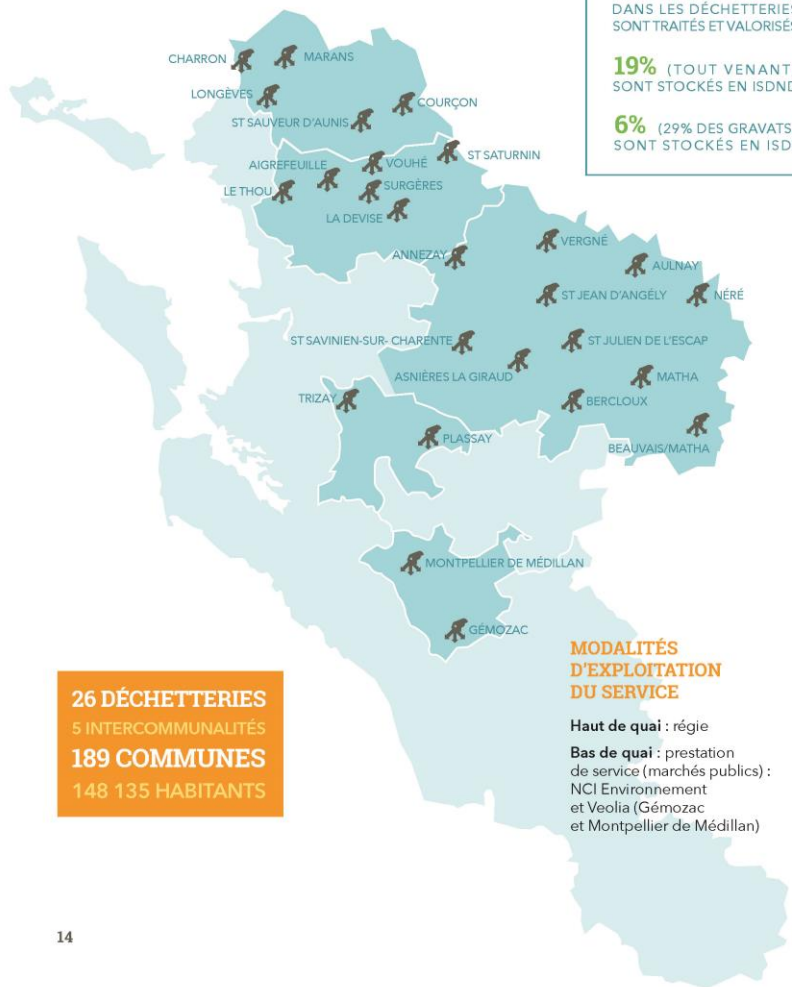 DANS LES DÉCHETTERIES
SONT TRAITÉS ET VALORISÉS
19% (TOUT VENANT
SONT STOCKÉS EN ISDND
6% (29% DES GRAVATS
SONT STOCKÉS EN ISD
CHARRON
MARANS
LONGÈVES
COURÇON
ST SAUVEUR D'AUNIS
ST SATURNIN
AIGREFEUILLE
VOUHÉ
LE THOU
SURGÈRES
LA DEVISE
ANNEZAY
VERGNÉ
AULNAY
ST JEAN D'ANGÉLY
NÉRÉ
ST SAVINIEN-SUR- CHARENTE
ST JULIEN DE L'ESCAP
ASNIÈRES LA GIRAUD
MATHA
TRIZAY
BERCLOUX
PLASSAY
BEAUVAIS/MATHA
MONTPELLIER DE MÉDILLAN
GÉMOZAC
26 DÉCHETTERIES
5 INTERCOMMUNALITÉS
189 COMMUNES
148 135 HABITANTS
MODALITÉS
D'EXPLOITATION
DU SERVICE
Haut de quai : régie
Bas de quai : prestation
de service (marchés publics) :
NCI Environnement
et Veolia (Gémozac
et Montpellier de Médillan)
14